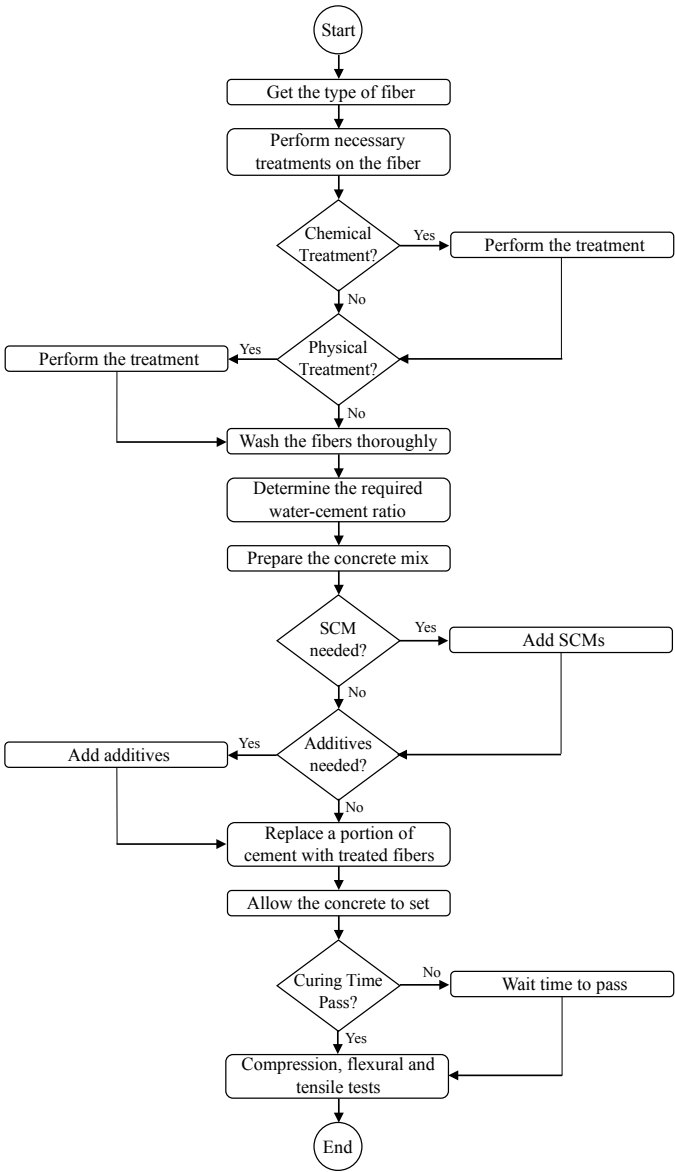 Start
Get the type of fiber
Perform necessary
treatments on the fiber
Chemical
Treatment?
Yes
Perform the treatment
No
Physical
Treatment?
Yes
Perform the treatment
No
Wash the fibers thoroughly
Determine the required
water-cement ratio
Prepare the concrete mix
SCM
needed?
Yes
Add SCMs
No
Additives
needed?
Yes
Add additives
No
Replace a portion of
cement with treated fibers
Allow the concrete to set
Curing Time
Pass?
No
Wait time to pass
Yes
Compression, flexural and
tensile tests
End